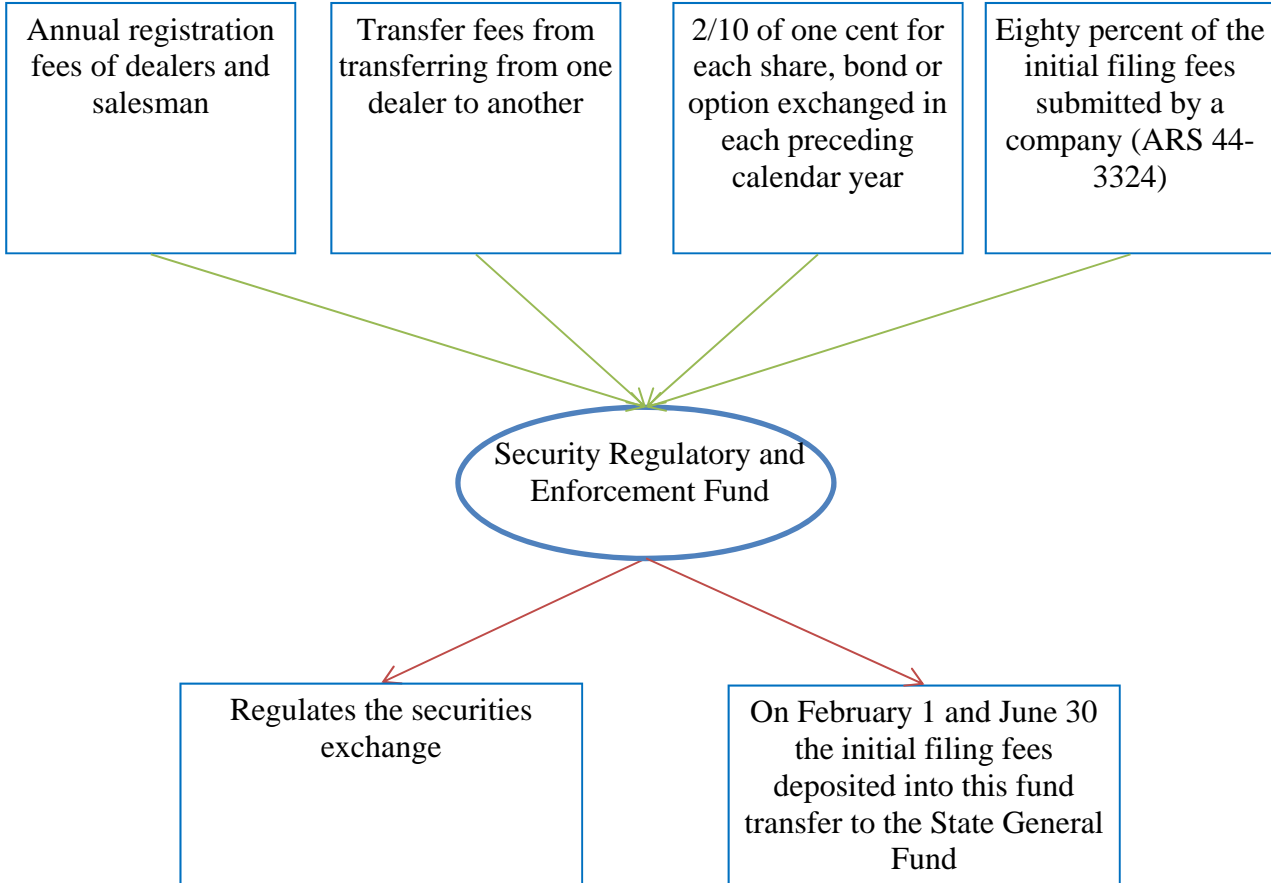 Annual registration
fees of dealers and
salesman
Transfer fees from
transferring from one
dealer to another
2/10 of one cent for
each share, bond or
option exchanged in
each preceding
calendar year
Eighty percent of the
initial filing fees
submitted by a
company (ARS 44-
3324)
Security Regulatory and
Enforcement Fund
Regulates the securities
exchange
On February 1 and June 30
the initial filing fees
deposited into this fund
transfer to the State General
Fund